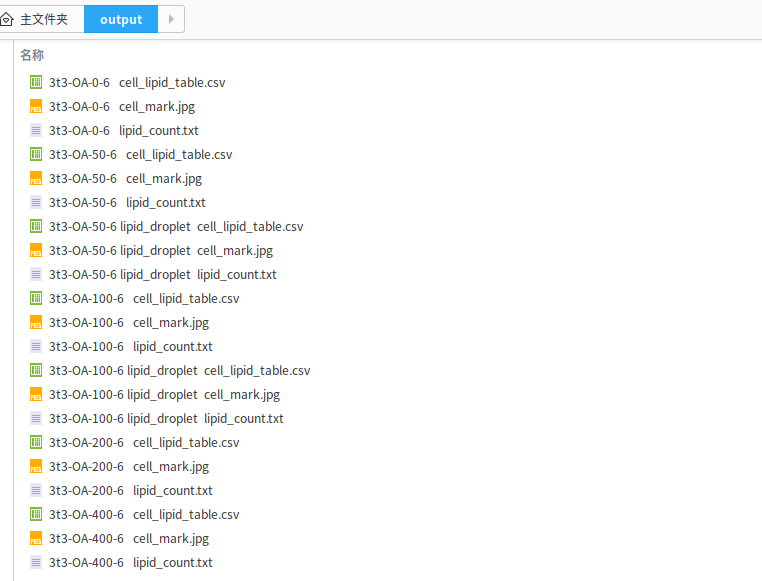 主文件夹 output
名称
3t3-OA-0-6 cell_lipid_table.csv
3t3-OA-0-6 cell_mark.jpg
3t3-OA-0-6 lipid_count.txt
3t3-OA-50-6 cell_lipid_table.csv
3t3-OA-50-6 cell_mark.jpg
3t3-OA-50-6 lipid_count.txt
3t3-OA-50-6 lipid_droplet cell_lipid_table.csv
3t3-OA-50-6 lipid_droplet cell_mark.jpg
3t3-OA-50-6 lipid_droplet lipid_count.txt
3t3-OA-100-6 cell_lipid_table.csv
3t3-OA-100-6 cell_mark.jpg
3t3-OA-100-6 lipid_count.txt
3t3-OA-100-6 lipid_droplet cell_lipid_table.csv
3t3-OA-100-6 lipid_droplet cell_mark.jpg
3t3-OA-100-6 lipid_droplet lipid_count.txt
3t3-OA-200-6 cell_lipid_table.csv
3t3-OA-200-6 cell_mark.jpg
3t3-OA-200-6 lipid_count.txt
3t3-OA-400-6 cell_lipid_table.csv
3t3-OA-400-6 cell_mark.jpg
3t3-OA-400-6 lipid_count.txt